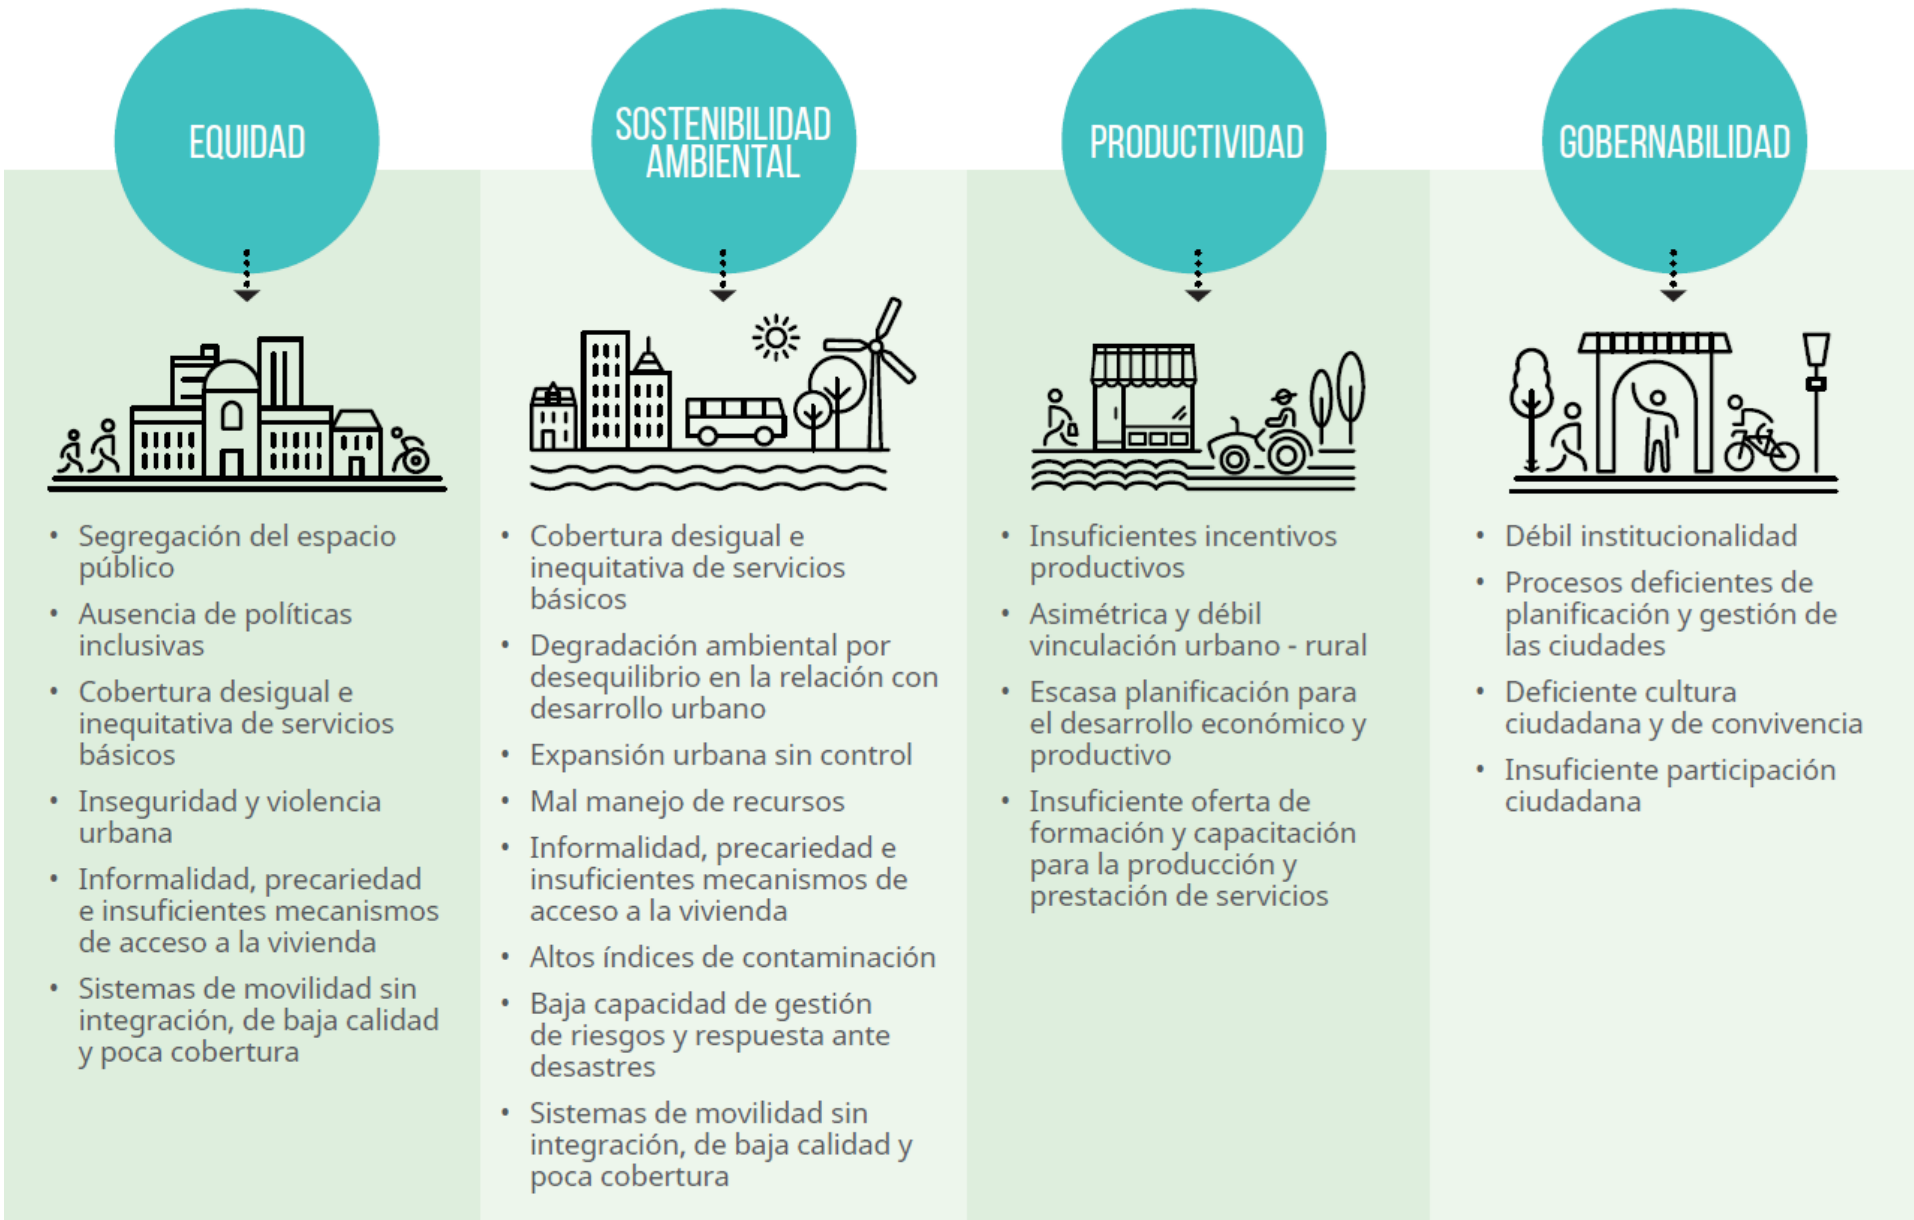 EQUIDAD
• Segregación del espacio
público
• Ausencia de políticas
inclusivas
• Cobertura desigual e
inequitativa de servicios
básicos
• Inseguridad y violencia
urbana
• Informalidad, precariedad
e insuficientes mecanismos
de acceso a la vivienda
• Sistemas de movilidad sin
integración, de baja calidad
y poca cobertura
SOSTENIBILIDAD
AMBIENTAL
• Cobertura desigual e
inequitativa de servicios
básicos
• Degradación ambiental por
desequilibrio en la relación con
desarrollo urbano
• Expansión urbana sin control
• Mal manejo de recursos
• Informalidad, precariedad e
insuficientes mecanismos de
acceso a la vivienda
• Altos índices de contaminación
• Baja capacidad de gestión
de riesgos y respuesta ante
desastres
• Sistemas de movilidad sin
integración, de baja calidad y
poca cobertura
PRODUCTIVIDAD
• Insuficientes incentivos
productivos
• Asimétrica y débil
vinculación urbano - rural
• Escasa planificación para
el desarrollo económico y
productivo
• Insuficiente oferta de
formación y capacitación
para la producción y
prestación de servicios
GOBERNABILIDAD
• Débil institucionalidad
• Procesos deficientes de
planificación y gestión de
las ciudades
• Deficiente cultura
ciudadana y de convivencia
• Insuficiente participación
ciudadana